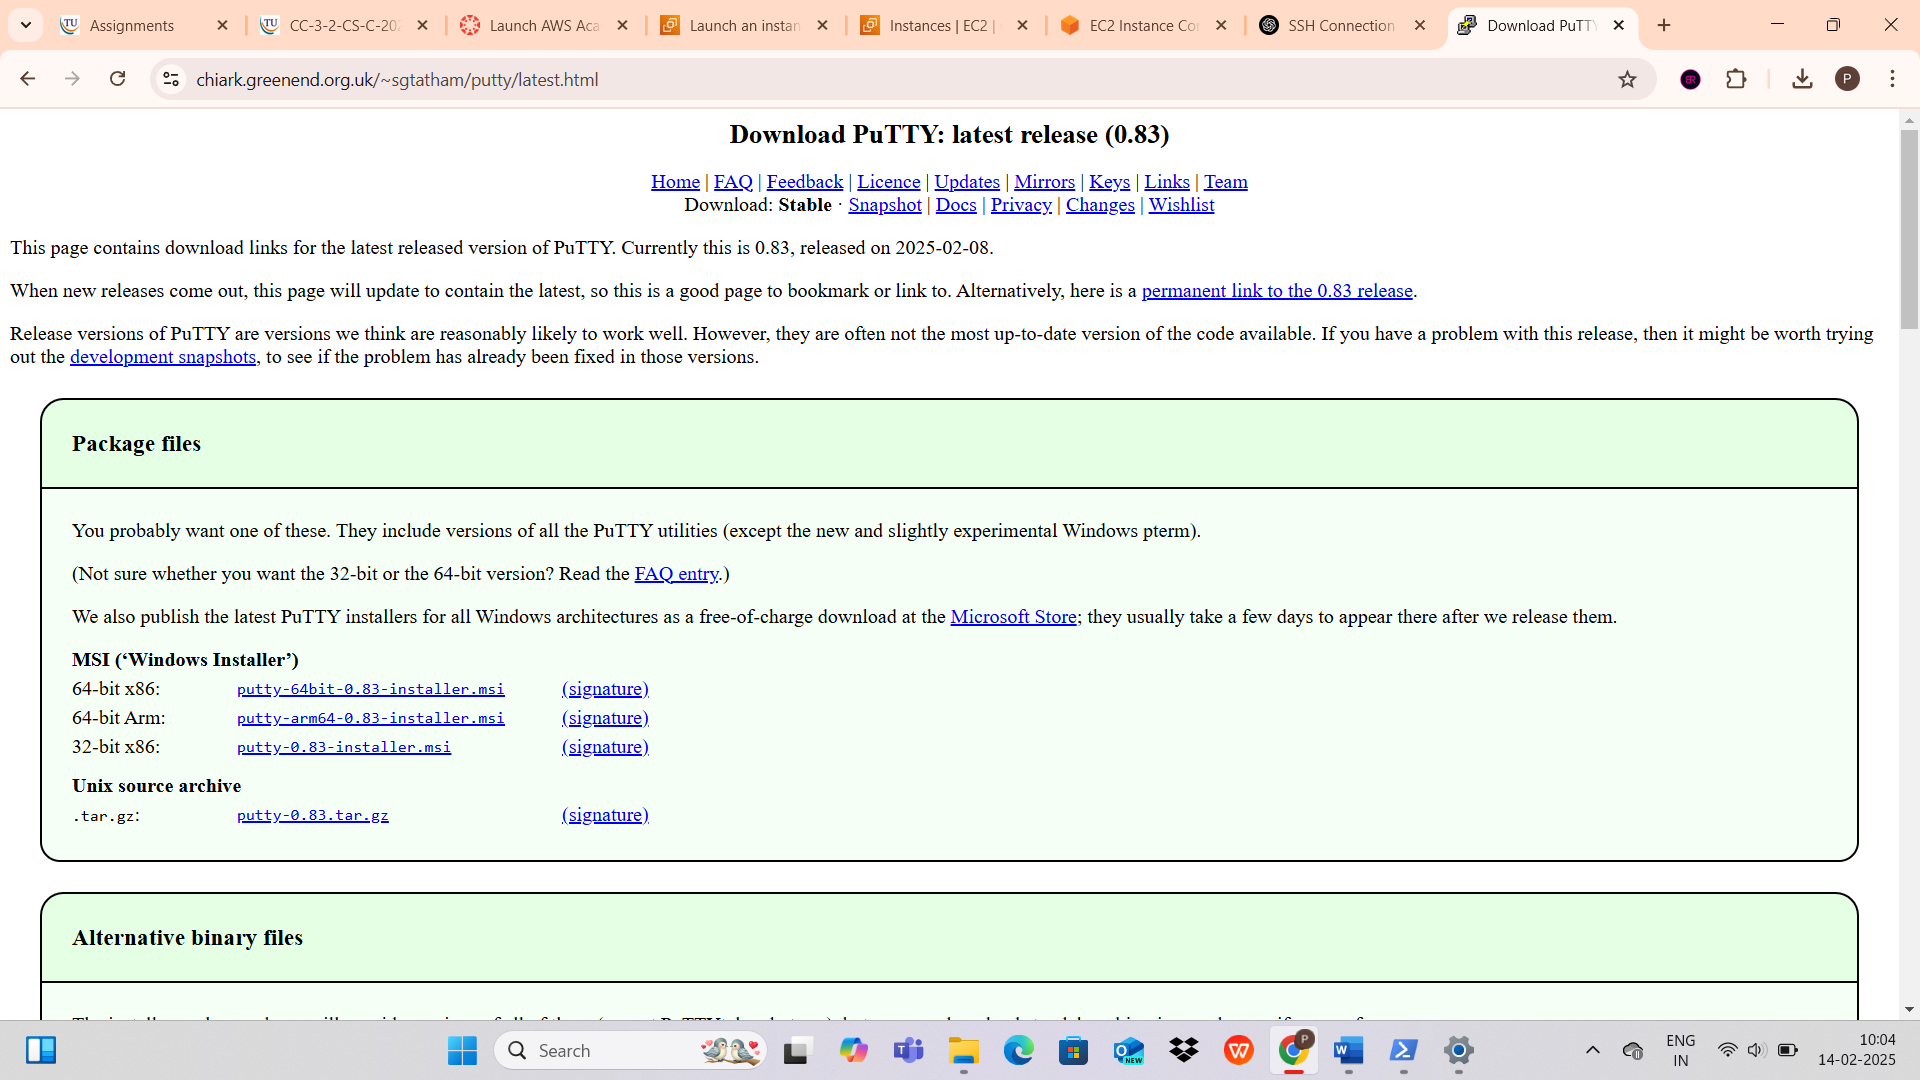 Assignments
CC-3-2-CS-C-202
Launch AWS Aca
Launch an instan
Instances | EC2 |
EC2 Instance Con
SSH Connection
Download PuTTY
chiark.greenend.org.uk/~sgtatham/putty/latest.html
P
Download PuTTY: latest release (0.83)
Home | FAQ | Feedback | Licence | Updates | Mirrors | Keys | Links | Team
Download: Stable · Snapshot | Docs | Privacy | Changes | Wishlist
This page contains download links for the latest released version of PuTTY. Currently this is 0.83, released on 2025-02-08.
When new releases come out, this page will update to contain the latest, so this is a good page to bookmark or link to. Alternatively, here is a permanent link to the 0.83 release.
Release versions of PuTTY are versions we think are reasonably likely to work well. However, they are often not the most up-to-date version of the code available. If you have a problem with this release, then it might be worth trying
out the development snapshots, to see if the problem has already been fixed in those versions.
Package files
You probably want one of these. They include versions of all the PuTTY utilities (except the new and slightly experimental Windows pterm).
(Not sure whether you want the 32-bit or the 64-bit version? Read the FAQ entry.)
We also publish the latest PuTTY installers for all Windows architectures as a free-of-charge download at the Microsoft Store; they usually take a few days to appear there after we release them.
MSI (‘Windows Installer’)
64-bit x86: putty-64bit-0.83-installer.msi (signature)
64-bit Arm: putty-arm64-0.83-installer.msi (signature)
32-bit x86: putty-0.83-installer.msi (signature)
Unix source archive
.tar.gz: putty-0.83.tar.gz (signature)
Alternative binary files
Search
ENG
IN
10:04
14-02-2025